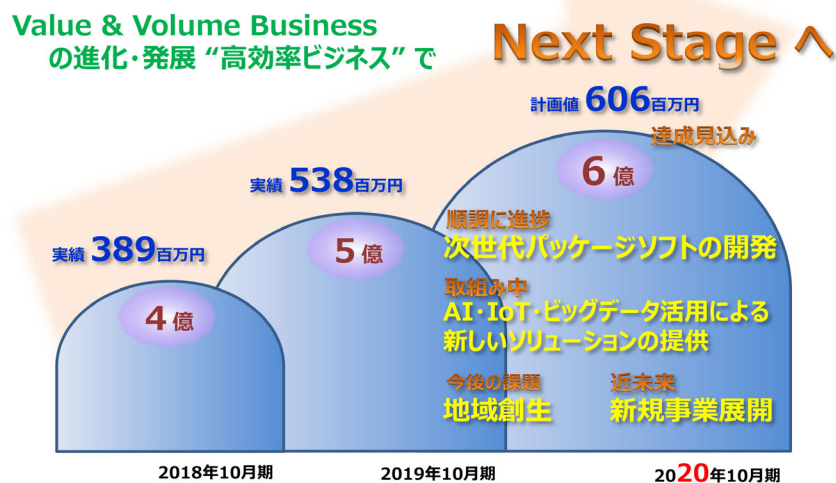 Value & Volume Business
の進化・発展 “高効率ビジネス” で
Next Stage へ
計画値 606百万円
達成見込み
6 億
実績 538百万円
5 億
実績 389百万円
4 億
順調に進捗
次世代パッケージソフトの開発
取組み中
AI・IoT・ビッグデータ活用による
新しいソリューションの提供
今後の課題
地域創生
近未来
新規事業展開
2018年10月期
2019年10月期
2020年10月期